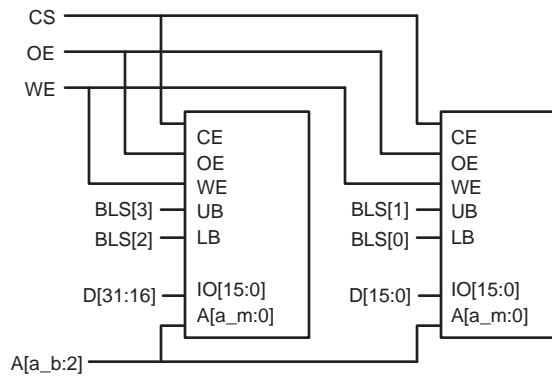 CS
OE
WE
CE
OE
WE
BLS[3]
UB
BLS[2]
LB
D[31:16]
IO[15:0]
A[a_m:0]
CE
OE
WE
BLS[1]
UB
BLS[0]
LB
D[15:0]
IO[15:0]
A[a_m:0]
A[a_b:2]